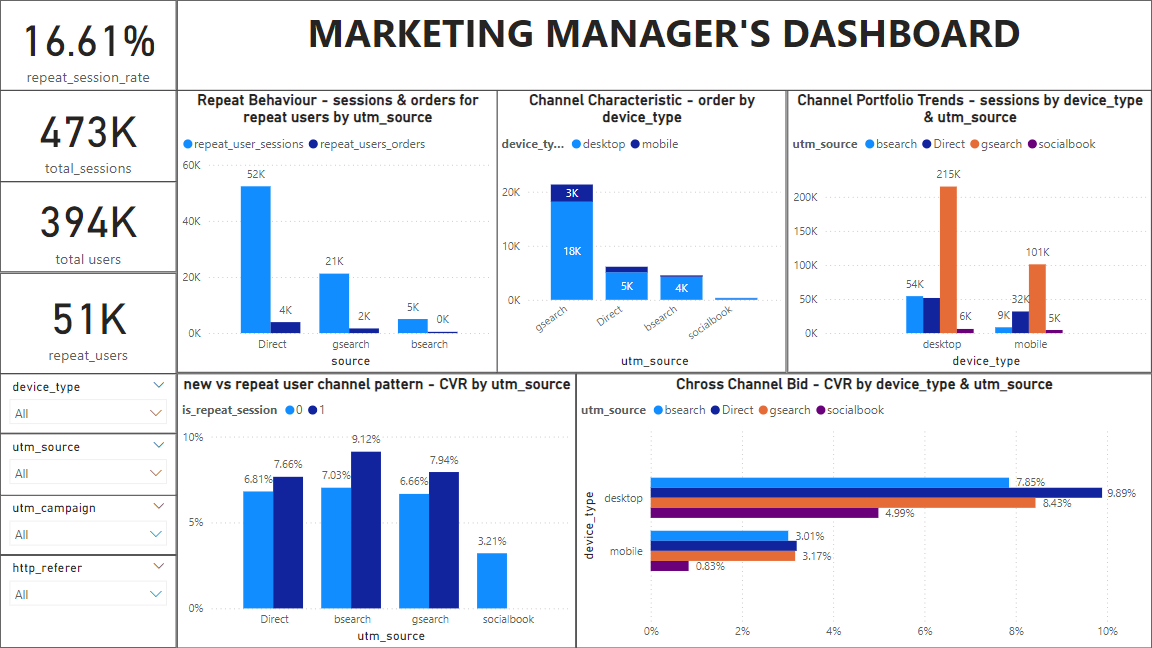 MARKETING MANAGER'S DASHBOARD
16.61%
repeat_session_rate
473K
total_sessions
394K
total users
51K
repeat_users
device_type
All
utm_source
All
utm_campaign
All
http_referer
All
Repeat Behaviour - sessions & orders for
repeat users by utm_source
repeat_user_sessions repeat_users_orders
60K
40K
20K
0K
52K
4K
21K
2K
5K
0K
Direct gsearch bsearch
source
Channel Characteristic - order by
device_type
device_ty... desktop mobile
20K
10K
0K
3K
18K
5K
4K
gsearch Direct bsearch socialbook
utm_source
Channel Portfolio Trends - sessions by device_type
& utm_source
utm_source bsearch Direct gsearch socialbook
200K
150K
100K
50K
0K
54K
215K
6K
9K
32K
101K
5K
desktop mobile
device_type
new vs repeat user channel pattern - CVR by utm_source
is_repeat_session 0 1
10%
5%
0%
6.81%
7.66%
7.03%
9.12%
6.66%
7.94%
3.21%
Direct bsearch gsearch socialbook
utm_source
Chross Channel Bid - CVR by device_type & utm_source
utm_source bsearch Direct gsearch socialbook
device_type
desktop
7.85%
9.89%
8.43%
4.99%
mobile
3.01%
3.17%
0.83%
0% 2% 4% 6% 8% 10%